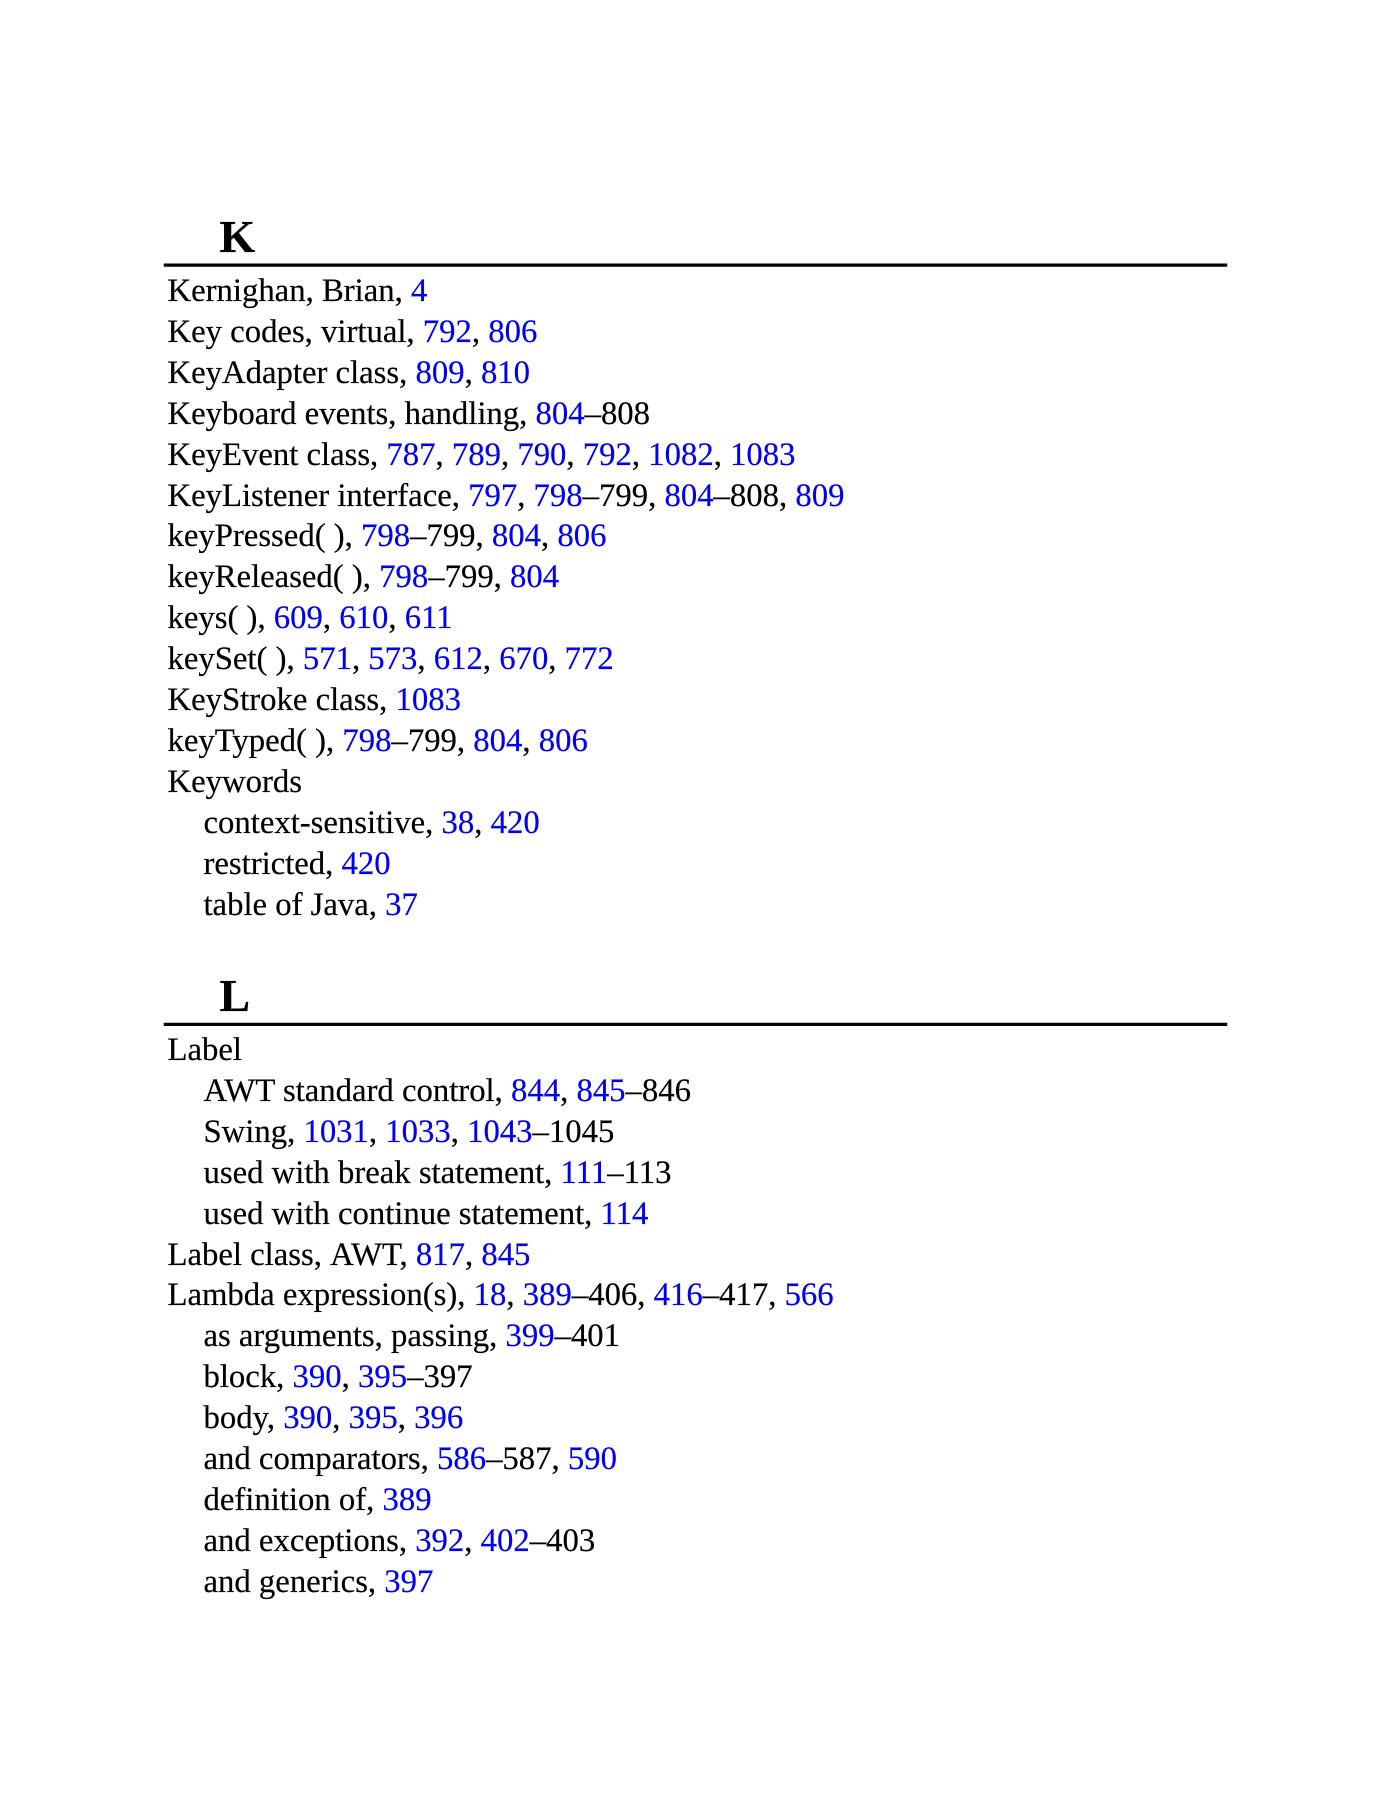 K
Kernighan, Brian, 4
Key codes, virtual, 792, 806
KeyAdapter class, 809, 810
Keyboard events, handling, 804–808
KeyEvent class, 787, 789, 790, 792, 1082, 1083
KeyListener interface, 797, 798–799, 804–808, 809
keyPressed( ), 798–799, 804, 806
keyReleased( ), 798–799, 804
keys( ), 609, 610, 611
keySet( ), 571, 573, 612, 670, 772
KeyStroke class, 1083
keyTyped( ), 798–799, 804, 806
Keywords
context-sensitive, 38, 420
restricted, 420
table of Java, 37
L
Label
AWT standard control, 844, 845–846
Swing, 1031, 1033, 1043–1045
used with break statement, 111–113
used with continue statement, 114
Label class, AWT, 817, 845
Lambda expression(s), 18, 389–406, 416–417, 566
as arguments, passing, 399–401
block, 390, 395–397
body, 390, 395, 396
and comparators, 586–587, 590
definition of, 389
and exceptions, 392, 402–403
and generics, 397